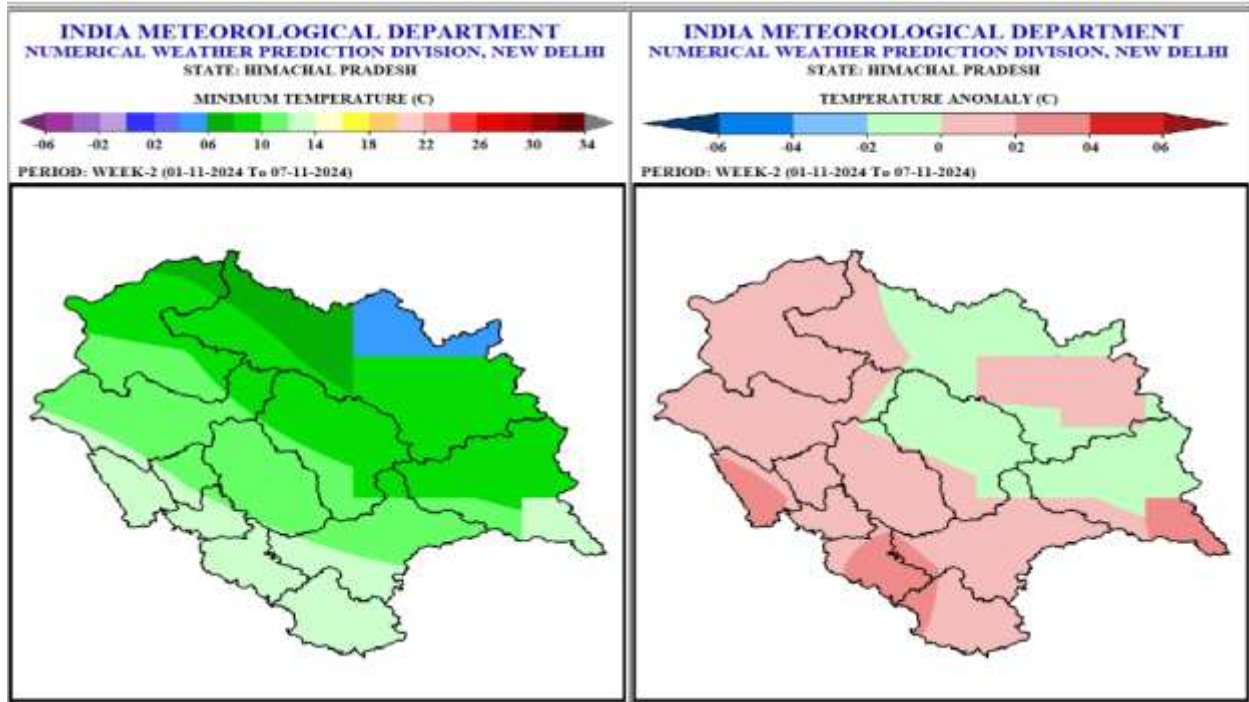 INDIA METEOROLOGICAL DEPARTMENT
NUMERICAL WEATHER PREDICTION DIVISION, NEW DELHI
STATE: HIMACHAL PRADESH
MINIMUM TEMPERATURE (C)
-06 -02 02 06 10 14 18 22 26 30 34
PERIOD: WEEK-2 (01-11-2024 To 07-11-2024)
INDIA METEOROLOGICAL DEPARTMENT
NUMERICAL WEATHER PREDICTION DIVISION, NEW DELHI
STATE: HIMACHAL PRADESH
TEMPERATURE ANOMALY (C)
-06 -04 -02 0 02 04 06
PERIOD: WEEK-2 (01-11-2024 To 07-11-2024)